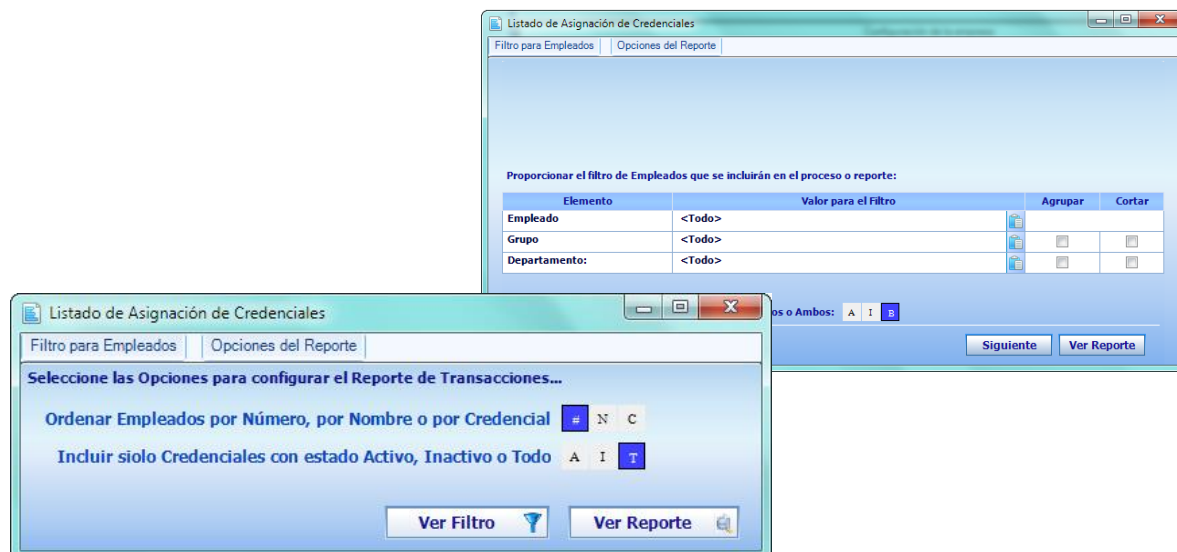 Listado de Asignación de Credenciales
Filtro para Empleados
Opciones del Reporte
Proporcionar el filtro de Empleados que se incluirán en el proceso o reporte:
Elemento Valor para el Filtro Agrupar Cortar
Empleado <Todo>
Grupo <Todo>
Departamento: <Todo>
os o Ambos: A I B
Siguiente Ver Reporte
Listado de Asignación de Credenciales
Filtro para Empleados
Opciones del Reporte
Seleccione las Opciones para configurar el Reporte de Transacciones...
Ordenar Empleados por Número, por Nombre o por Credencial # N C
Incluir siolo Credenciales con estado Activo, Inactivo o Todo A I T
Ver Filtro Ver Reporte